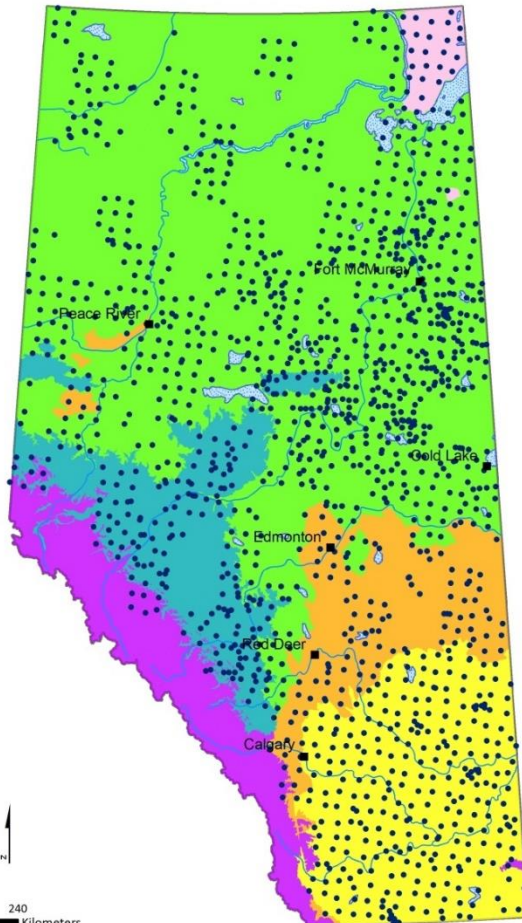 Fort McMurray
Peace River
Cold Lake
Edmonton
Red Deer
Calgary
N
240
Kilometers